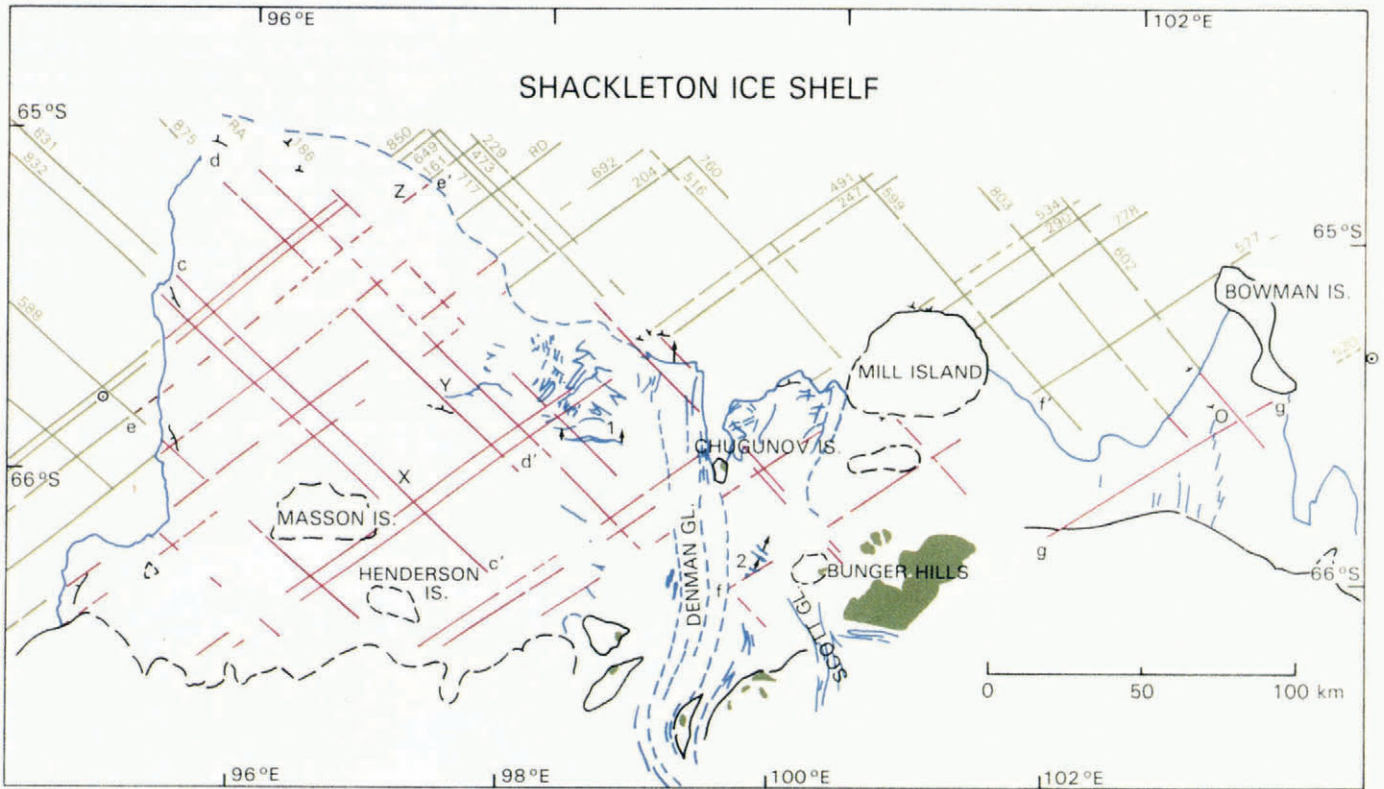 96°E
102°E
SHACKLETON ICE SHELF
65°S
831
832
875
RA
186
850
649
161
717
473
229
RD
692
204
516
760
491
247
599
803
534
290
602
778
577
520
588
65°S
d
Z
e'
c
BOWMAN IS.
MILL ISLAND
Y
f'
g'
O
e
1
CHUGUNOV IS.
d'
66°S
X
MASSON IS.
DENMAN GL.
g
HENDERSON IS.
c'
2
f
BUNGER HILLS
66°S
SCOTT GL
0 50 100 km
96°E
98°E
100°E
102°E